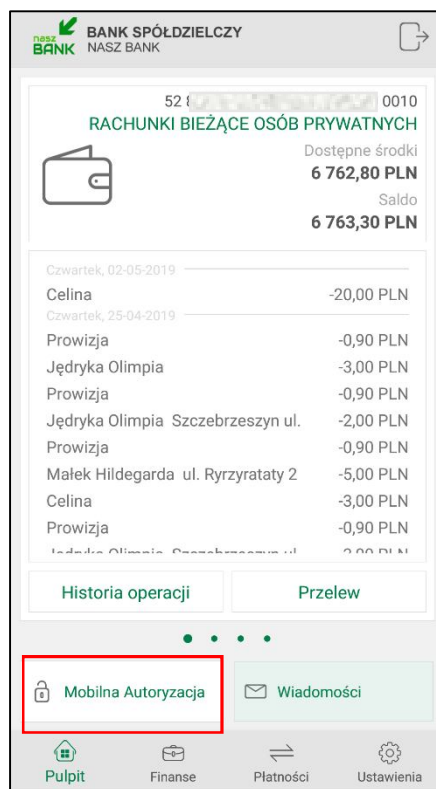 nasz BANK
BANK SPÓŁDZIELCZY
NASZ BANK
52 8 0010
RACHUNKI BIEŻĄCE OSÓB PRYWATNYCH
Dostępne środki
6 762,80 PLN
Saldo
6 763,30 PLN
Czwartek, 02-05-2019
Celina -20,00 PLN
Czwartek, 25-04-2019
Prowizja -0,90 PLN
Jędryka Olimpia -3,00 PLN
Prowizja -0,90 PLN
Jędryka Olimpia Szczebrzeszyn ul. -2,00 PLN
Prowizja -0,90 PLN
Małek Hildegarda ul. Ryrzyrataty 2 -5,00 PLN
Celina -3,00 PLN
Prowizja -0,90 PLN
Historia operacji Przelew
Mobilna Autoryzacja Wiadomości
Pulpit Finanse Płatności Ustawienia